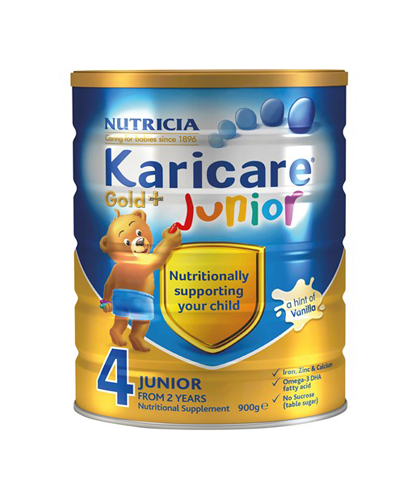 NUTRICIA
Caring for babies since 1896
Karicare®
Gold+
Junior
Nutritionally
supporting
your child
a hint of
Vanilla
4
JUNIOR
FROM 2 YEARS
Nutritional Supplement
900g e
✓ Iron, Zinc & Calcium
✓ Omega-3 DHA
fatty acid
✓ No Sucrose
(table sugar)